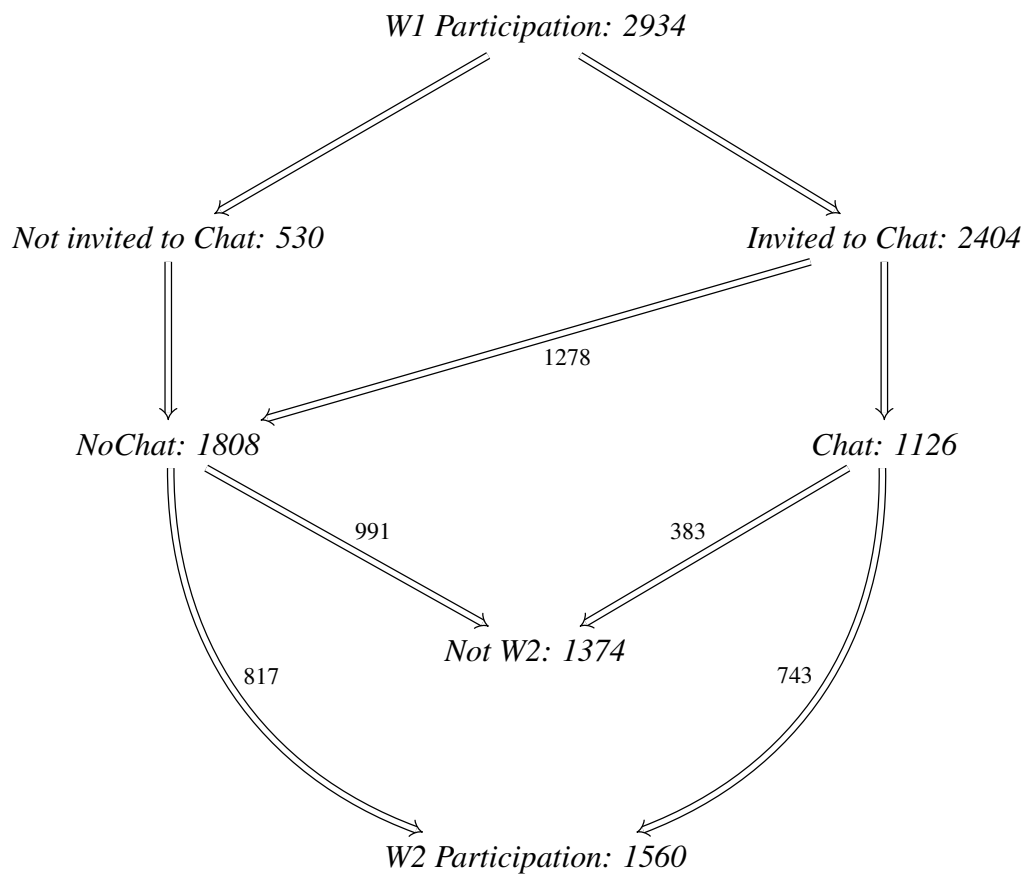 W1 Participation: 2934
Not invited to Chat: 530
Invited to Chat: 2404
1278
NoChat: 1808
Chat: 1126
991
383
Not W2: 1374
817
743
W2 Participation: 1560